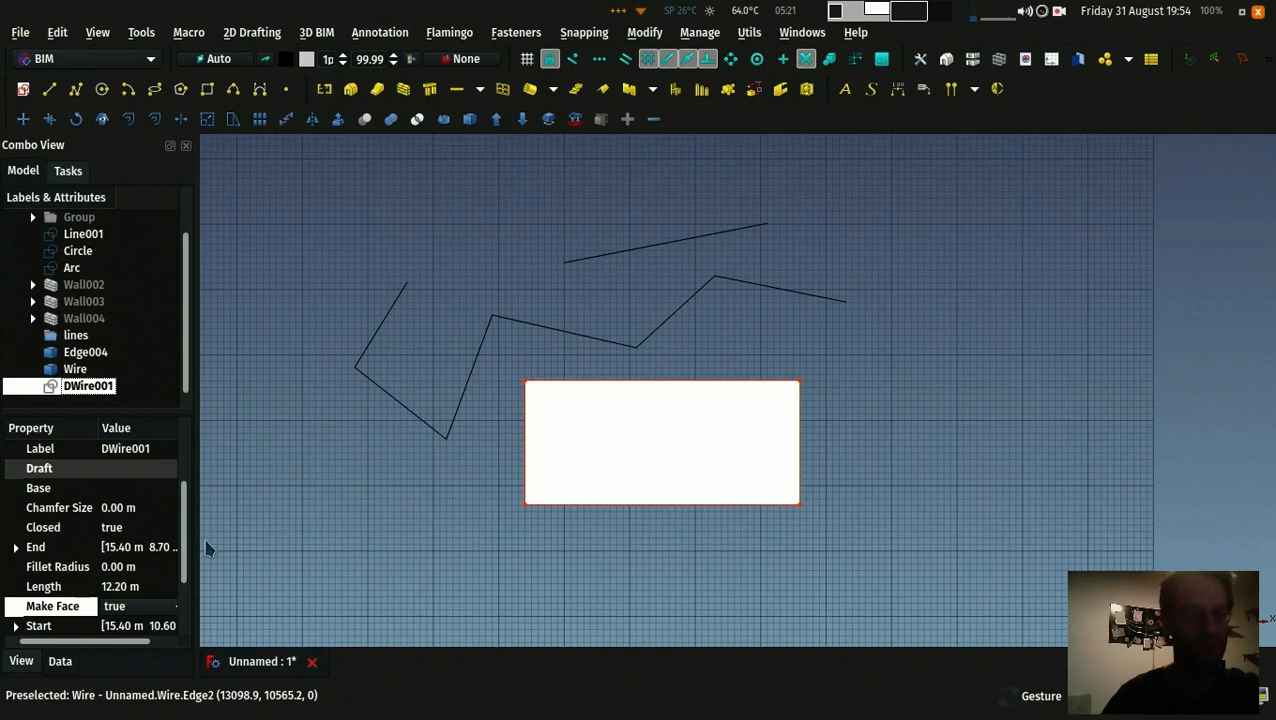 SP 26°C 64.0°C 05:21 Friday 31 August 19:54 100%
File Edit View Tools Macro 2D Drafting 3D BIM Annotation Flamingo Fasteners Snapping Modify Manage Utils Windows Help
BIM Auto 1p 99.99 None
Combo View
Model Tasks
Labels & Attributes
Group
Line001
Circle
Arc
Wall002
Wall003
Wall004
lines
Edge004
Wire
DWire001
Property Value
Label DWire001
Draft
Base
Chamfer Size 0.00 m
Closed true
End [15.40 m 8.70 ..
Fillet Radius 0.00 m
Length 12.20 m
Make Face true
Start [15.40 m 10.60
View Data
Unnamed : 1*
Preselected: Wire - Unnamed.Wire.Edge2 (13098.9, 10565.2, 0)
Gesture
X